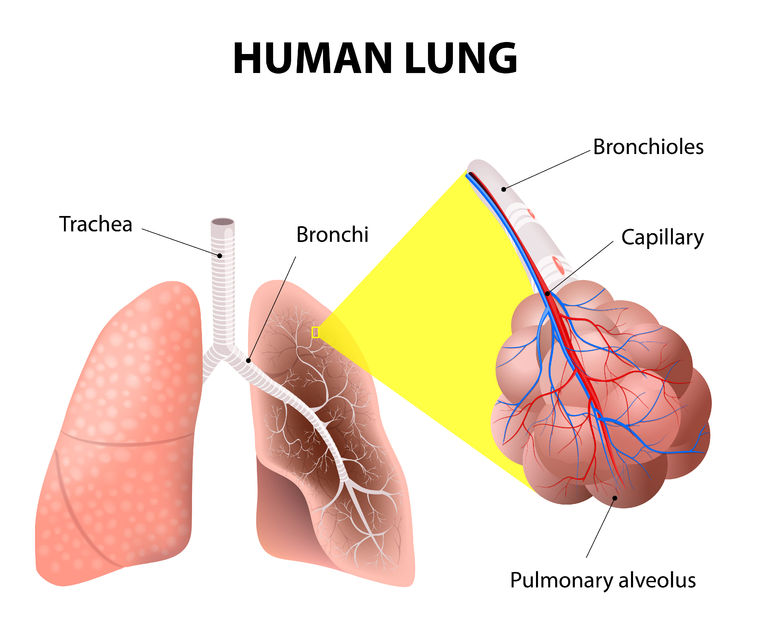 HUMAN LUNG
Bronchioles
Trachea
Bronchi
Capillary
Pulmonary alveolus